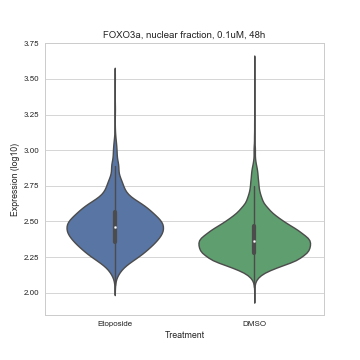 FOXO3a, nuclear fraction, 0.1uM, 48h
3.75
3.50
3.25
3.00
2.75
2.50
2.25
2.00
Expression (log10)
Etoposide DMSO
Treatment